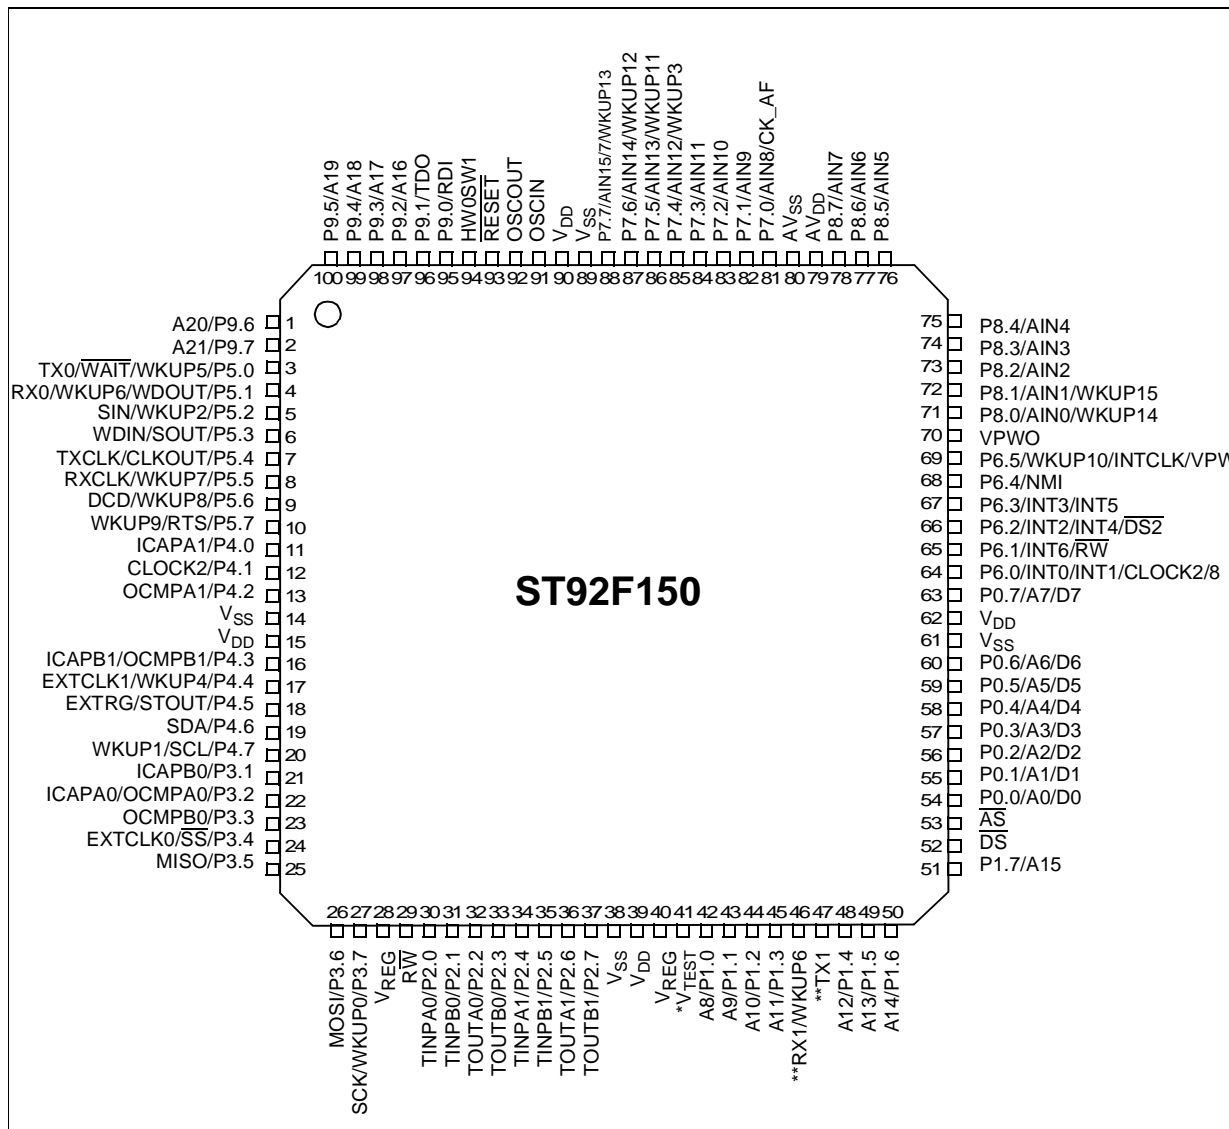 P9.5/A19
P9.4/A18
P9.3/A17
P9.2/A16
P9.1/TDO
P9.0/RDI
HW0SW1
RESET
OSCOUT
OSCIN
VDD
VSS
P7.7/AIN15/7/WKUP13
P7.6/AIN14/WKUP12
P7.5/AIN13/WKUP11
P7.4/AIN12/WKUP3
P7.3/AIN11
P7.2/AIN10
P7.1/AIN9
P7.0/AIN8/CK_AF
AVSS
AVDD
P8.7/AIN7
P8.6/AIN6
P8.5/AIN5
100 99 98 97 96 95 94 93 92 91 90 89 88 87 86 85 84 83 82 81 80 79 78 77 76
A20/P9.6 1
A21/P9.7 2
TX0/WAIT/WKUP5/P5.0 3
RX0/WKUP6/WDOUT/P5.1 4
SIN/WKUP2/P5.2 5
WDIN/SOUT/P5.3 6
TXCLK/CLKOUT/P5.4 7
RXCLK/WKUP7/P5.5 8
DCD/WKUP8/P5.6 9
WKUP9/RTS/P5.7 10
ICAPA1/P4.0 11
CLOCK2/P4.1 12
OCMPA1/P4.2 13
VSS 14
VDD 15
ICAPB1/OCMPB1/P4.3 16
EXTCLK1/WKUP4/P4.4 17
EXTRG/STOUT/P4.5 18
SDA/P4.6 19
WKUP1/SCL/P4.7 20
ICAPB0/P3.1 21
ICAPA0/OCMPA0/P3.2 22
OCMPB0/P3.3 23
EXTCLK0/SS/P3.4 24
MISO/P3.5 25
ST92F150
75 P8.4/AIN4
74 P8.3/AIN3
73 P8.2/AIN2
72 P8.1/AIN1/WKUP15
71 P8.0/AIN0/WKUP14
70 VPWO
69 P6.5/WKUP10/INTCLK/VPW
68 P6.4/NMI
67 P6.3/INT3/INT5
66 P6.2/INT2/INT4/DS2
65 P6.1/INT6/RW
64 P6.0/INT0/INT1/CLOCK2/8
63 P0.7/A7/D7
62 VDD
61 VSS
60 P0.6/A6/D6
59 P0.5/A5/D5
58 P0.4/A4/D4
57 P0.3/A3/D3
56 P0.2/A2/D2
55 P0.1/A1/D1
54 P0.0/A0/D0
53 AS
52 DS
51 P1.7/A15
26 27 28 29 30 31 32 33 34 35 36 37 38 39 40 41 42 43 44 45 46 47 48 49 50
MOSI/P3.6
SCK/WKUP0/P3.7
VREG
RW
TINPA0/P2.0
TINPB0/P2.1
TOUTA0/P2.2
TOUTB0/P2.3
TINPA1/P2.4
TINPB1/P2.5
TOUTA1/P2.6
TOUTB1/P2.7
VSS
VDD
VREG
*VTEST
A8/P1.0
A9/P1.1
A10/P1.2
A11/P1.3
**RX1/WKUP6
**TX1
A12/P1.4
A13/P1.5
A14/P1.6